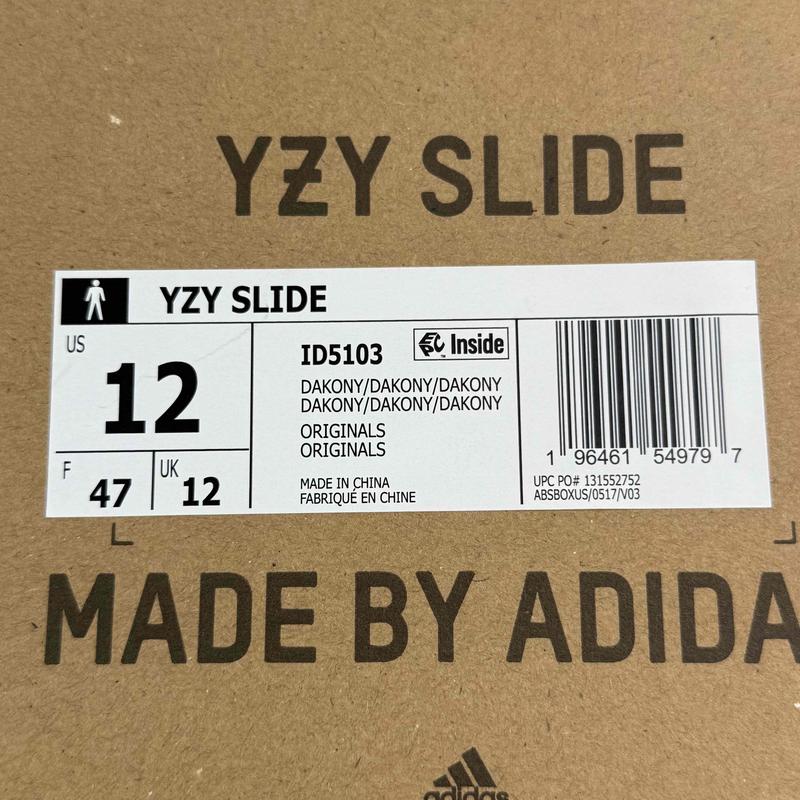 YZY SLIDE
YZY SLIDE
US
12
F
47
UK
12
ID5103
Inside
DAKONY/DAKONY/DAKONY
DAKONY/DAKONY/DAKONY
ORIGINALS
ORIGINALS
MADE IN CHINA
FABRIQUÉ EN CHINE
1 96461 54979 7
UPC PO# 131552752
ABSBOXUS/0517/V03
MADE BY ADIDA
adidas